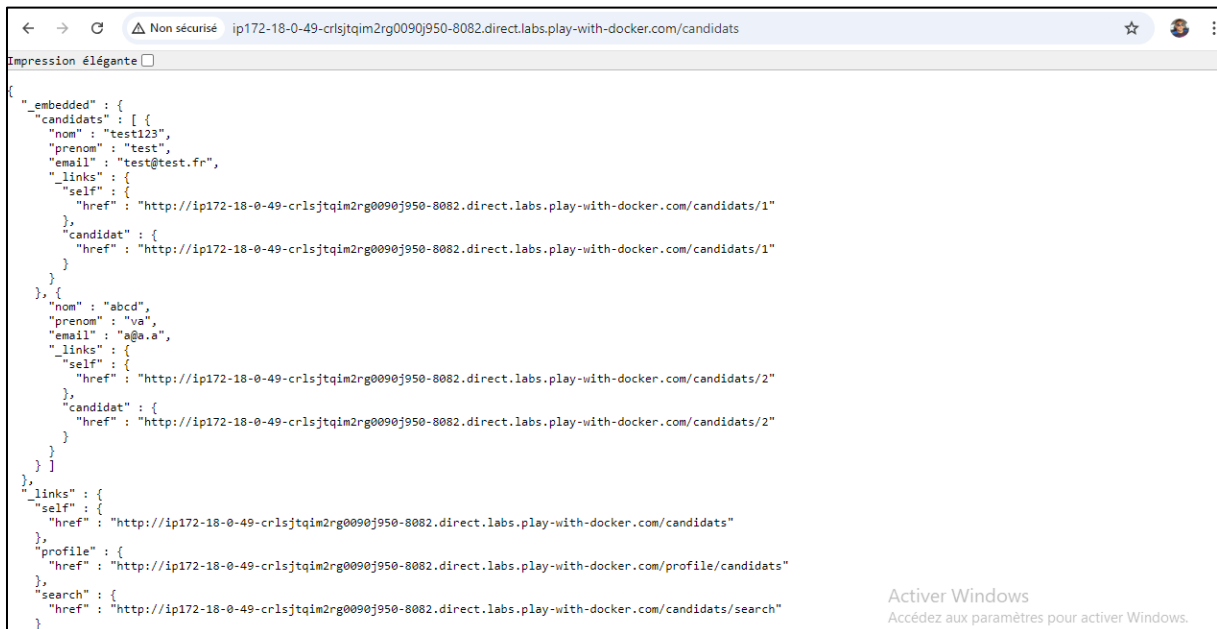 Non sécurisé ip172-18-0-49-crlsjtqim2rg0090j950-8082.direct.labs.play-with-docker.com/candidats
Impression élégante
{
"_embedded" : {
"candidats" : [ {
"nom" : "test123",
"prenom" : "test",
"email" : "test@test.fr",
"_links" : {
"self" : {
"href" : "http://ip172-18-0-49-crlsjtqim2rg0090j950-8082.direct.labs.play-with-docker.com/candidats/1"
},
"candidat" : {
"href" : "http://ip172-18-0-49-crlsjtqim2rg0090j950-8082.direct.labs.play-with-docker.com/candidats/1"
}
}
}, {
"nom" : "abcd",
"prenom" : "va",
"email" : "a@a.a",
"_links" : {
"self" : {
"href" : "http://ip172-18-0-49-crlsjtqim2rg0090j950-8082.direct.labs.play-with-docker.com/candidats/2"
},
"candidat" : {
"href" : "http://ip172-18-0-49-crlsjtqim2rg0090j950-8082.direct.labs.play-with-docker.com/candidats/2"
}
}
} ]
},
"_links" : {
"self" : {
"href" : "http://ip172-18-0-49-crlsjtqim2rg0090j950-8082.direct.labs.play-with-docker.com/candidats"
},
"profile" : {
"href" : "http://ip172-18-0-49-crlsjtqim2rg0090j950-8082.direct.labs.play-with-docker.com/profile/candidats"
},
"search" : {
"href" : "http://ip172-18-0-49-crlsjtqim2rg0090j950-8082.direct.labs.play-with-docker.com/candidats/search"
}
Activer Windows
Accédez aux paramètres pour activer Windows.